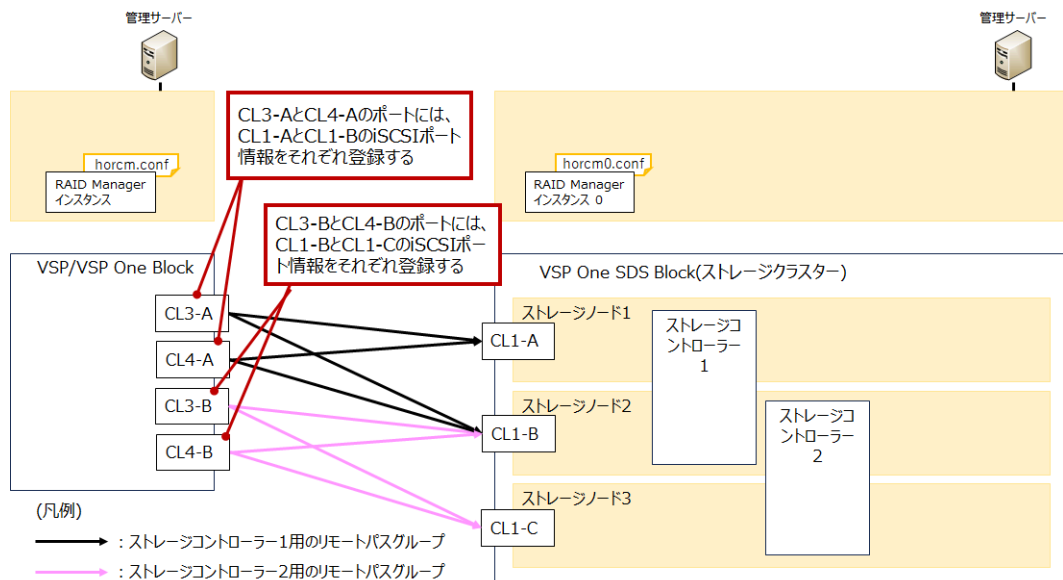 管理サーバー
管理サーバー
CL3-AとCL4-Aのポートには、
CL1-AとCL1-BのiSCSIポート
情報をそれぞれ登録する
horcm.conf
RAID Manager
インスタンス
horcm0.conf
RAID Manager
インスタンス 0
CL3-BとCL4-Bのポートには、
CL1-BとCL1-CのiSCSIポー
ト情報をそれぞれ登録する
VSP/VSP One Block
VSP One SDS Block(ストレージクラスター)
CL3-A
CL4-A
CL3-B
CL4-B
ストレージノード1
CL1-A
ストレージコ
ントローラー
1
ストレージノード2
CL1-B
ストレージコ
ントローラー
2
ストレージノード3
CL1-C
(凡例)
：ストレージコントローラー1用のリモートパスグループ
：ストレージコントローラー2用のリモートパスグループ